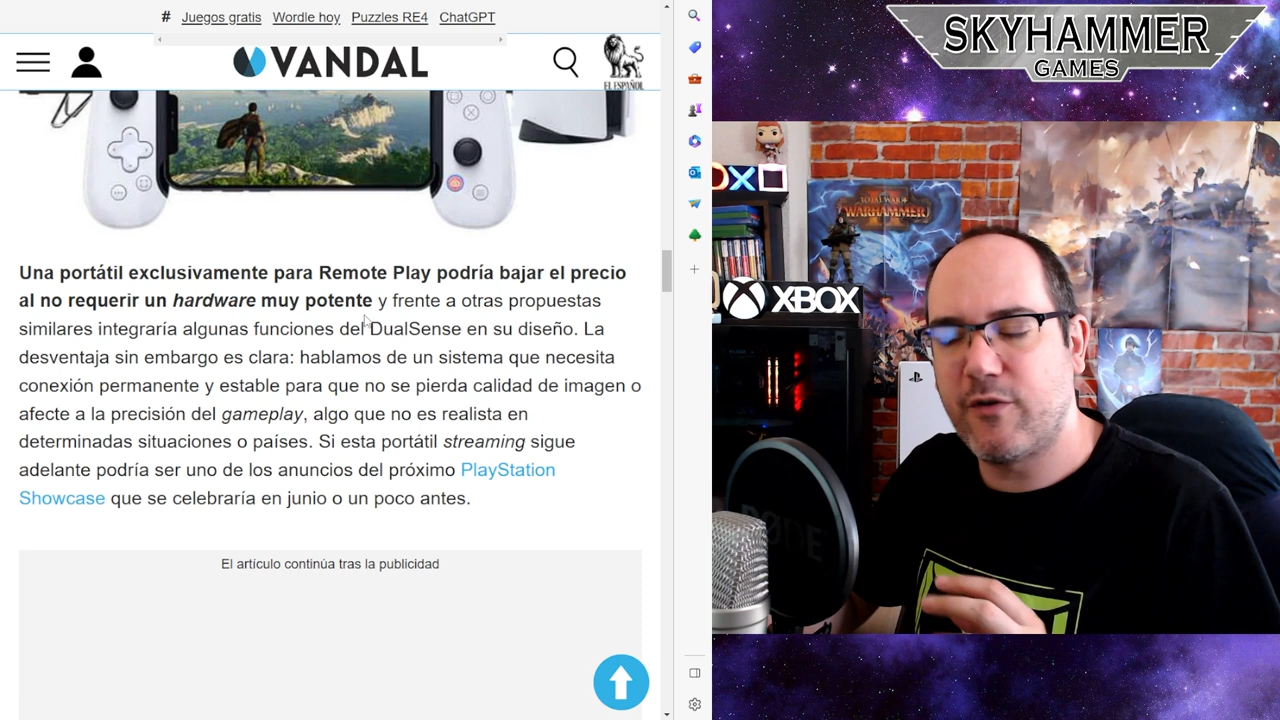 # Juegos gratis Wordle hoy Puzzles RE4 ChatGPT
VANDAL
EL ESPAÑOL
Una portátil exclusivamente para Remote Play podría bajar el precio
al no requerir un hardware muy potente y frente a otras propuestas
similares integraría algunas funciones del DualSense en su diseño. La
desventaja sin embargo es clara: hablamos de un sistema que necesita
conexión permanente y estable para que no se pierda calidad de imagen o
afecte a la precisión del gameplay, algo que no es realista en
determinadas situaciones o países. Si esta portátil streaming sigue
adelante podría ser uno de los anuncios del próximo PlayStation
Showcase que se celebraría en junio o un poco antes.
El artículo continúa tras la publicidad
SKYHAMMER
GAMES
TOTAL WAR
WARHAMMER
XBOX
RØDE